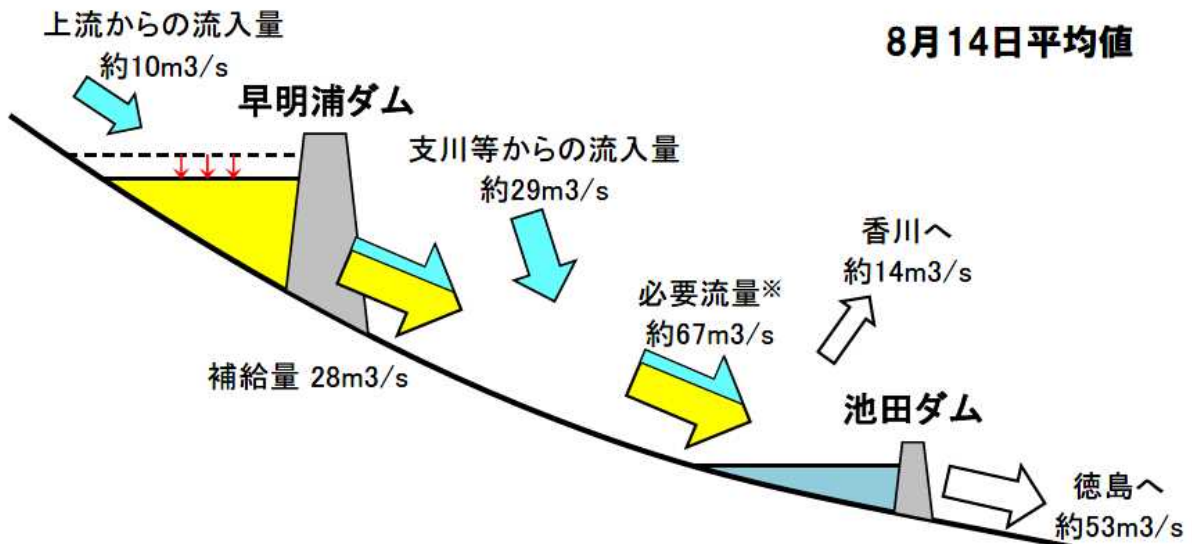 上流からの流入量
約10m3/s
8月14日平均値
早明浦ダム
支川等からの流入量
約29m3/s
香川へ
約14m3/s
必要流量※
約67m3/s
補給量 28m3/s
池田ダム
徳島へ
約53m3/s